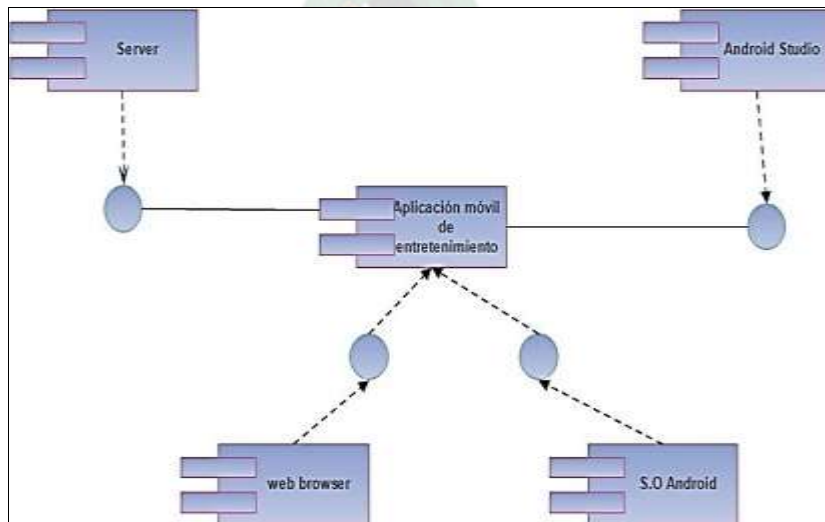 Server
Android Studio
Aplicación móvil
de
entretenimiento
web browser
S.O Android